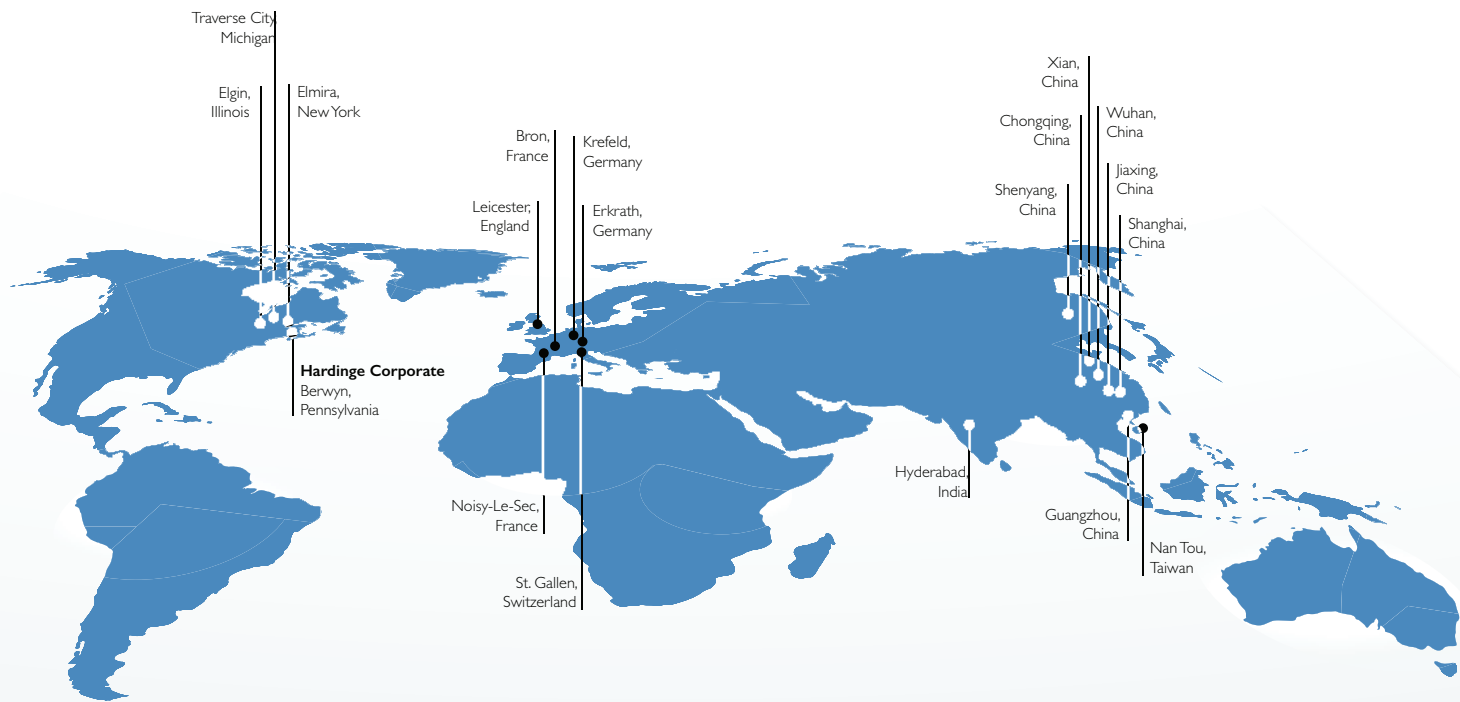 Traverse City,
Michigan
Elgin,
Illinois
Elmira,
New York
Hardinge Corporate
Berwyn,
Pennsylvania
Bron,
France
Krefeld,
Germany
Leicester,
England
Erkrath,
Germany
Noisy-Le-Sec,
France
St. Gallen,
Switzerland
Xian,
China
Chongqing,
China
Wuhan,
China
Shenyang,
China
Jiaxing,
China
Shanghai,
China
Hyderabad,
India
Guangzhou,
China
Nan Tou,
Taiwan